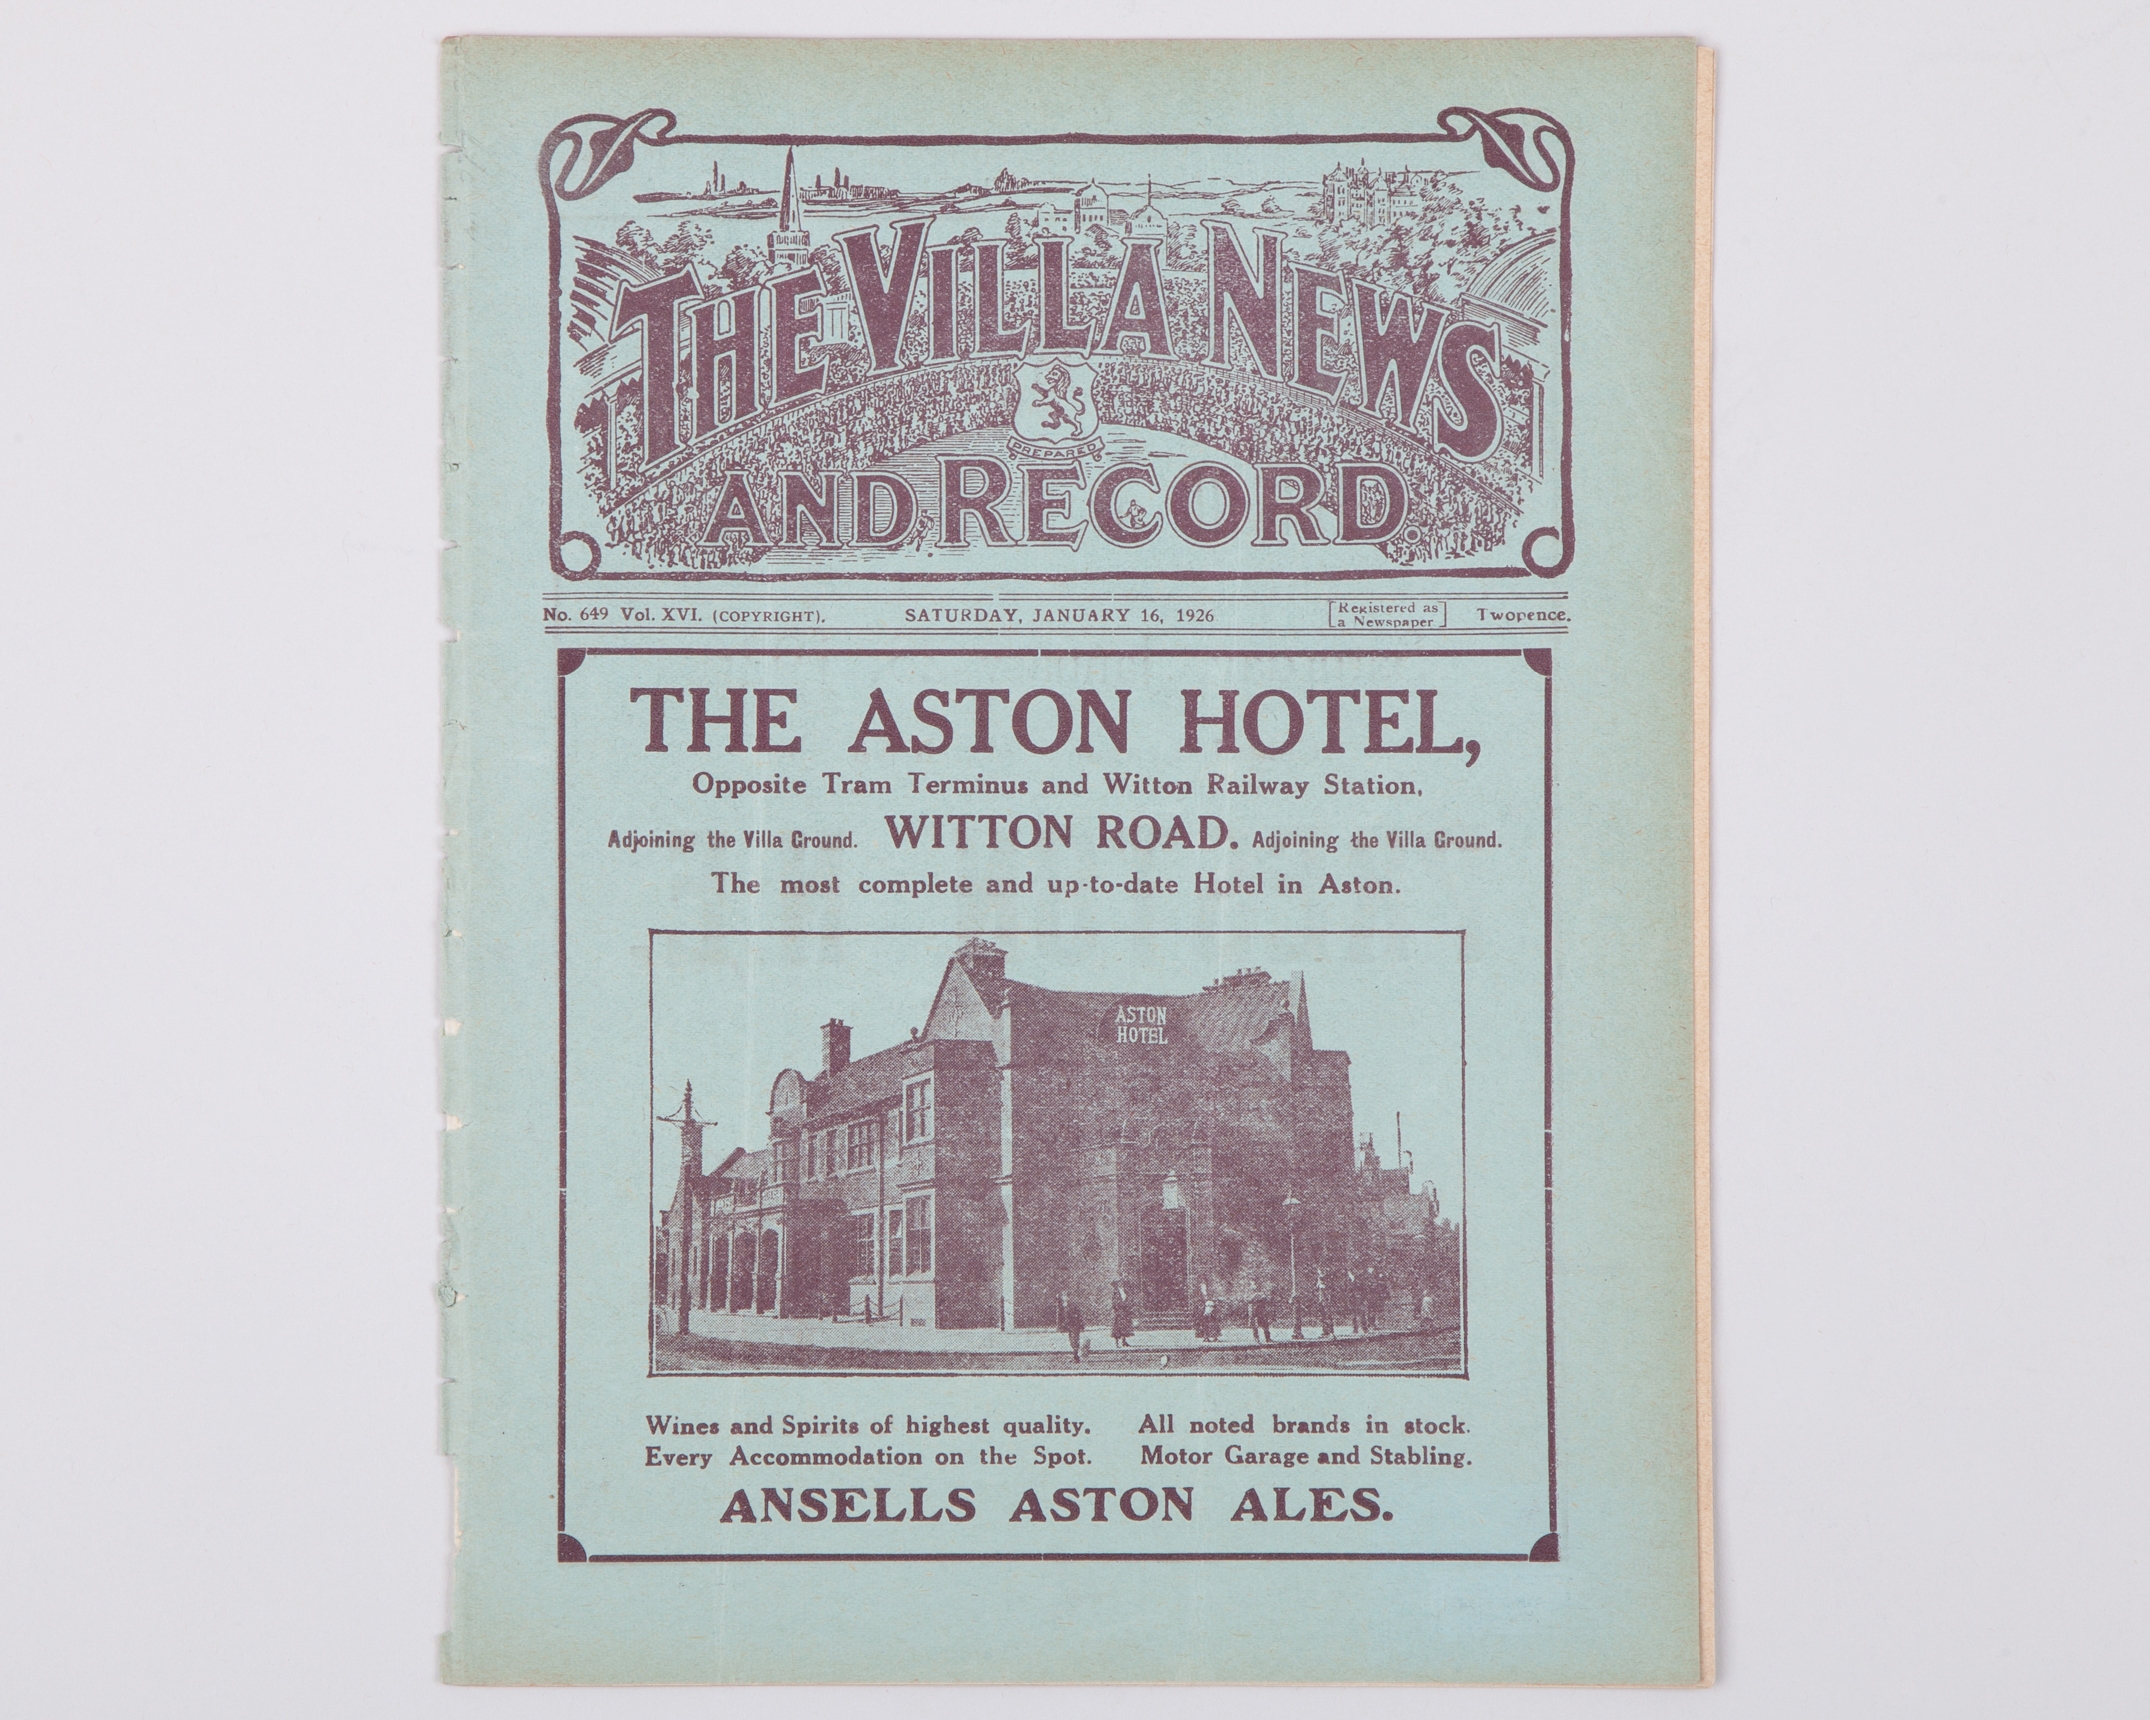 THE VILLA NEWS
PREPARED
AND RECORD.
No. 649 Vol. XVI. (COPYRIGHT). SATURDAY, JANUARY 16, 1926 [Registered as a Newspaper] Twopence.
THE ASTON HOTEL,
Opposite Tram Terminus and Witton Railway Station,
Adjoining the Villa Ground. WITTON ROAD. Adjoining the Villa Ground.
The most complete and up-to-date Hotel in Aston.
ASTON
HOTEL
Wines and Spirits of highest quality. All noted brands in stock.
Every Accommodation on the Spot. Motor Garage and Stabling.
ANSELLS ASTON ALES.